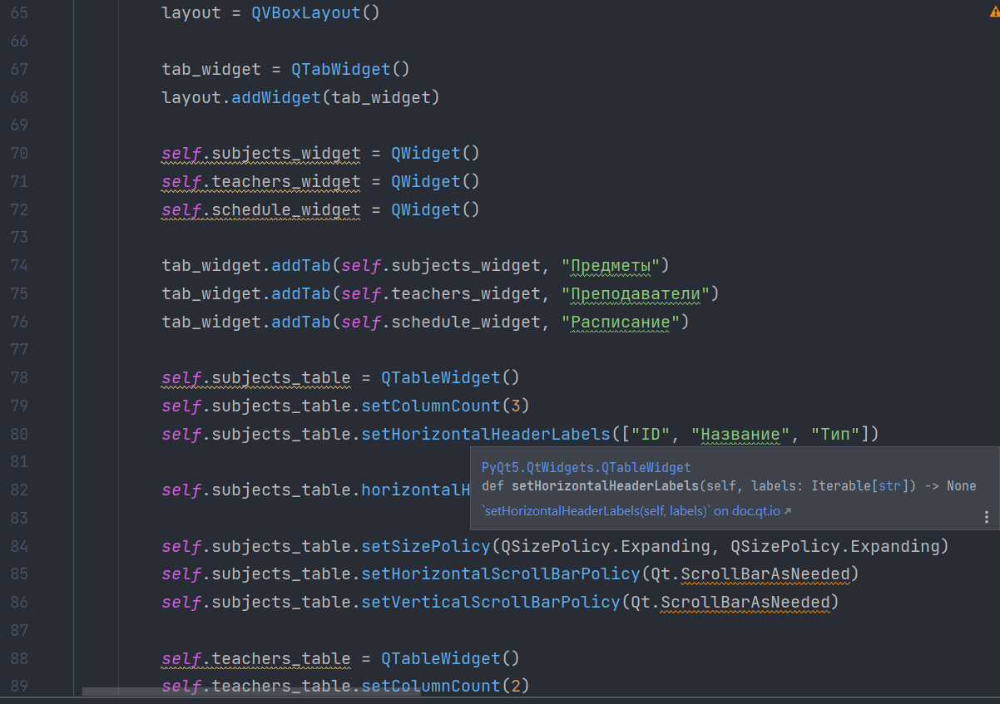 65 layout = QVBoxLayout()
66
67 tab_widget = QTabWidget()
68 layout.addWidget(tab_widget)
69
70 self.subjects_widget = QWidget()
71 self.teachers_widget = QWidget()
72 self.schedule_widget = QWidget()
73
74 tab_widget.addTab(self.subjects_widget, "Предметы")
75 tab_widget.addTab(self.teachers_widget, "Преподаватели")
76 tab_widget.addTab(self.schedule_widget, "Расписание")
77
78 self.subjects_table = QTableWidget()
79 self.subjects_table.setColumnCount(3)
80 self.subjects_table.setHorizontalHeaderLabels(["ID", "Название", "Тип"])
81
PyQt5.QtWidgets.QTableWidget
def setHorizontalHeaderLabels(self, labels: Iterable[str]) -> None
`setHorizontalHeaderLabels(self, labels)` on doc.qt.io
82 self.subjects_table.horizontalH
83
84 self.subjects_table.setSizePolicy(QSizePolicy.Expanding, QSizePolicy.Expanding)
85 self.subjects_table.setHorizontalScrollBarPolicy(Qt.ScrollBarAsNeeded)
86 self.subjects_table.setVerticalScrollBarPolicy(Qt.ScrollBarAsNeeded)
87
88 self.teachers_table = QTableWidget()
89 self.teachers_table.setColumnCount(2)